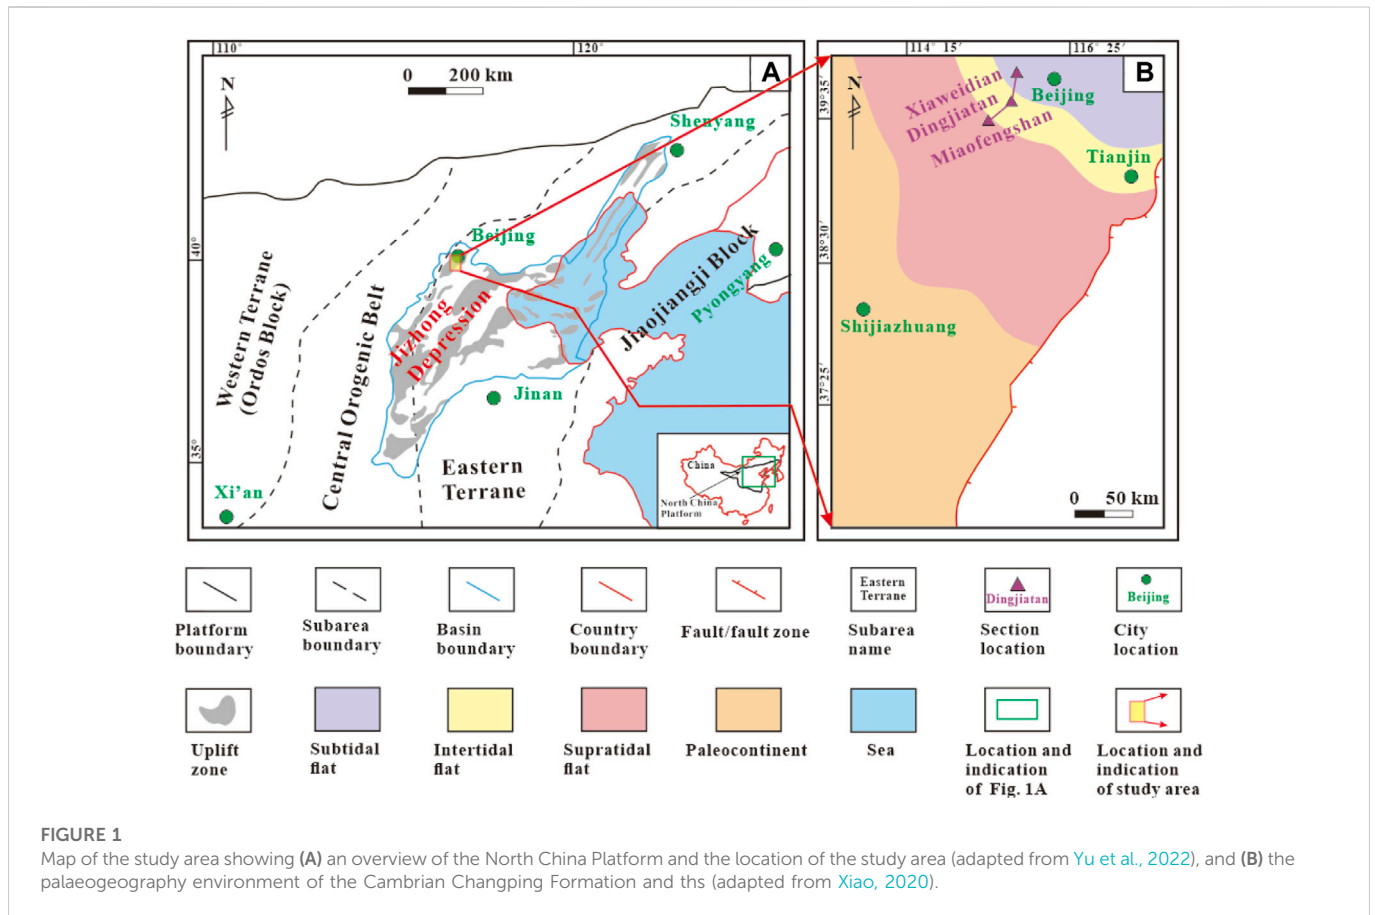 110°
120°
0 200 km
A
N
Shenyang
Beijing
40°
35°
Western Terrane
(Ordos Block)
Central Orogenic Belt
Jizhong
Depression
Jiaojiangji Block
Pyongyang
Jinan
Eastern
Terrane
Xi'an
China
North China
Platform
114° 15′
116° 25′
B
N
39°35′
38°30′
37°25′
Xiaweidian
Dingjiatan
Miaofengshan
Beijing
Tianjin
Shijiazhuang
0 50 km
Platform
boundary
Subarea
boundary
Basin
boundary
Country
boundary
Fault/fault zone
Eastern
Terrane
Subarea
name
Dingjiatan
Section
location
Beijing
City
location
Uplift
zone
Subtidal
flat
Intertidal
flat
Supratidal
flat
Paleocontinent
Sea
Location and
indication
of Fig. 1A
Location and
indication
of study area
FIGURE 1
Map of the study area showing (A) an overview of the North China Platform and the location of the study area (adapted from Yu et al., 2022), and (B) the
palaeogeography environment of the Cambrian Changping Formation and ths (adapted from Xiao, 2020).